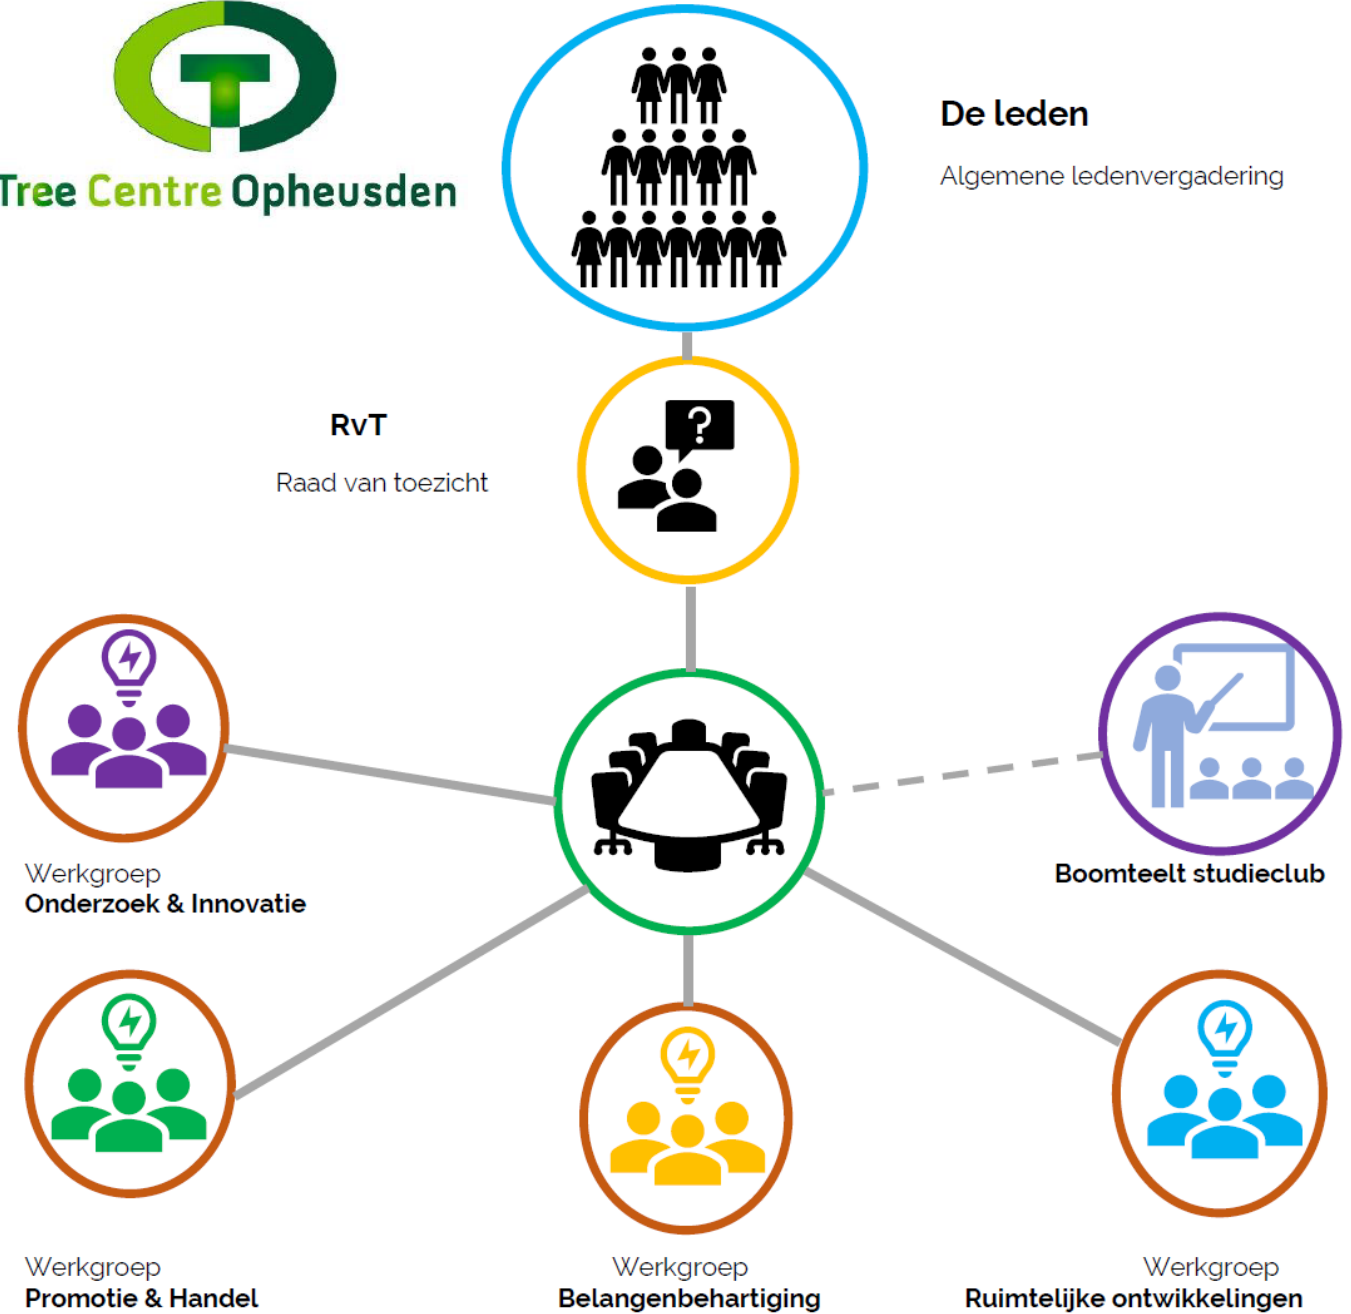 Tree Centre Opheusden
De leden
Algemene ledenvergadering
RvT
Raad van toezicht
?
Werkgroep
Onderzoek & Innovatie
Boomteelt studieclub
Werkgroep
Promotie & Handel
Werkgroep
Belangenbehartiging
Werkgroep
Ruimtelijke ontwikkelingen